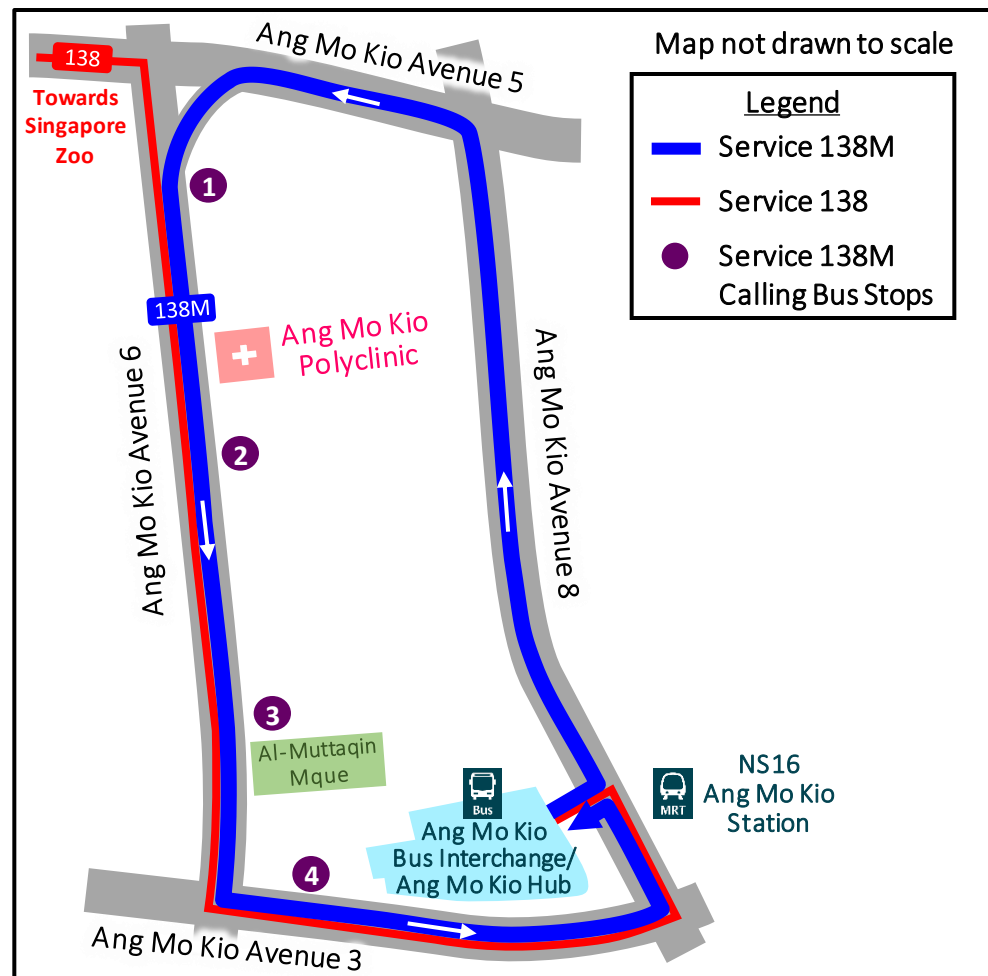 Ang Mo Kio Avenue 5
Map not drawn to scale
138
Towards
Singapore
Zoo
Legend
Service 138M
Service 138
Service 138M
Calling Bus Stops
1
138M
Ang Mo Kio
Polyclinic
Ang Mo Kio Avenue 6
Ang Mo Kio Avenue 8
2
3
Al-Muttaqin
Mque
Bus
MRT
NS16
Ang Mo Kio
Station
Ang Mo Kio
Bus Interchange/
Ang Mo Kio Hub
4
Ang Mo Kio Avenue 3